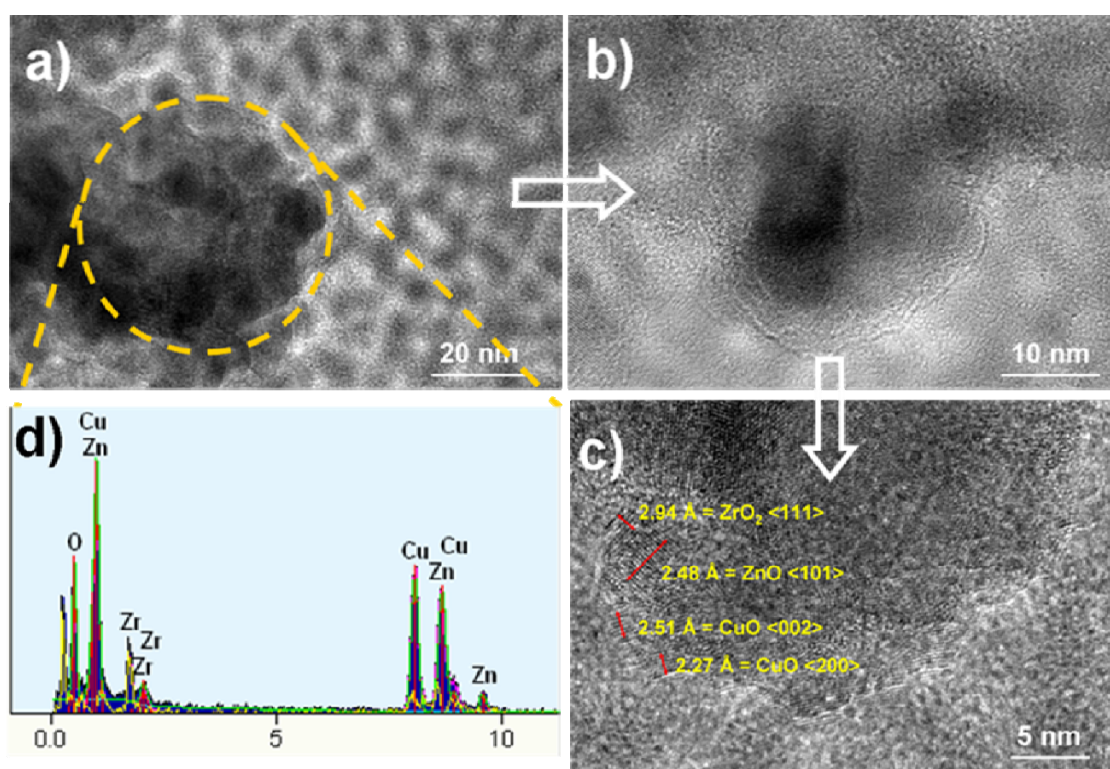 a)
20 nm
b)
10 nm
c)
2.94 Å = ZrO₂ <111>
2.48 Å = ZnO <101>
2.51 Å = CuO <002>
2.27 Å = CuO <200>
5 nm
d)
Cu
Zn
O
Zr
Zr
Zr
Cu
Cu
Zn
Zn
0.0
5
10